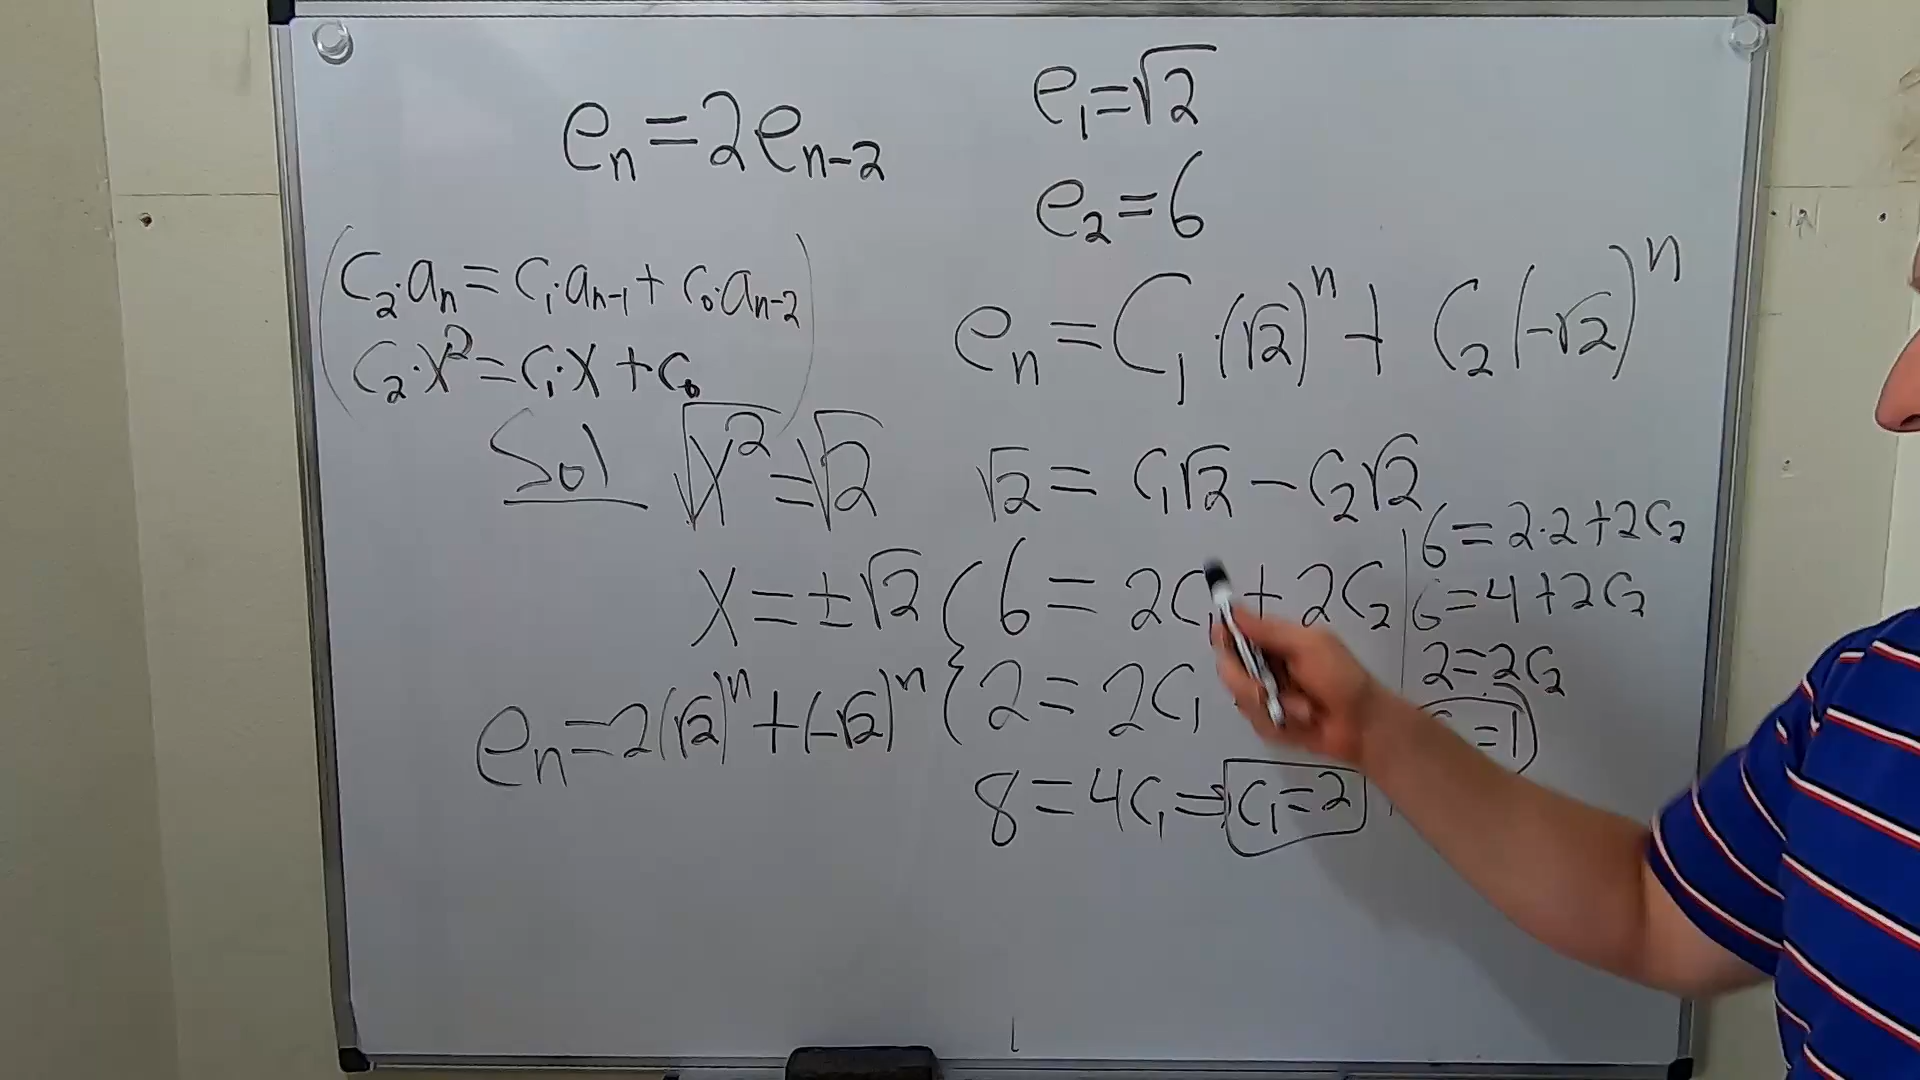 eₙ = 2eₙ₋₂
e₁ = √2
e₂ = 6
(C₂·aₙ = C₁·aₙ₋₁ + C₀·aₙ₋₂
C₂·x² = C₁·x + C₀)
eₙ = C₁·(√2)ⁿ + C₂(-√2)ⁿ
Sol √x² = √2
x = ±√2
eₙ = 2(√2)ⁿ + (-√2)ⁿ
√2 = C₁√2 - C₂√2
6 = 2C₁ + 2C₂
2 = 2C₁
8 = 4C₁ ⇒ C₁ = 2
6 = 2·2 + 2C₂
6 = 4 + 2C₂
2 = 2C₂
= 1